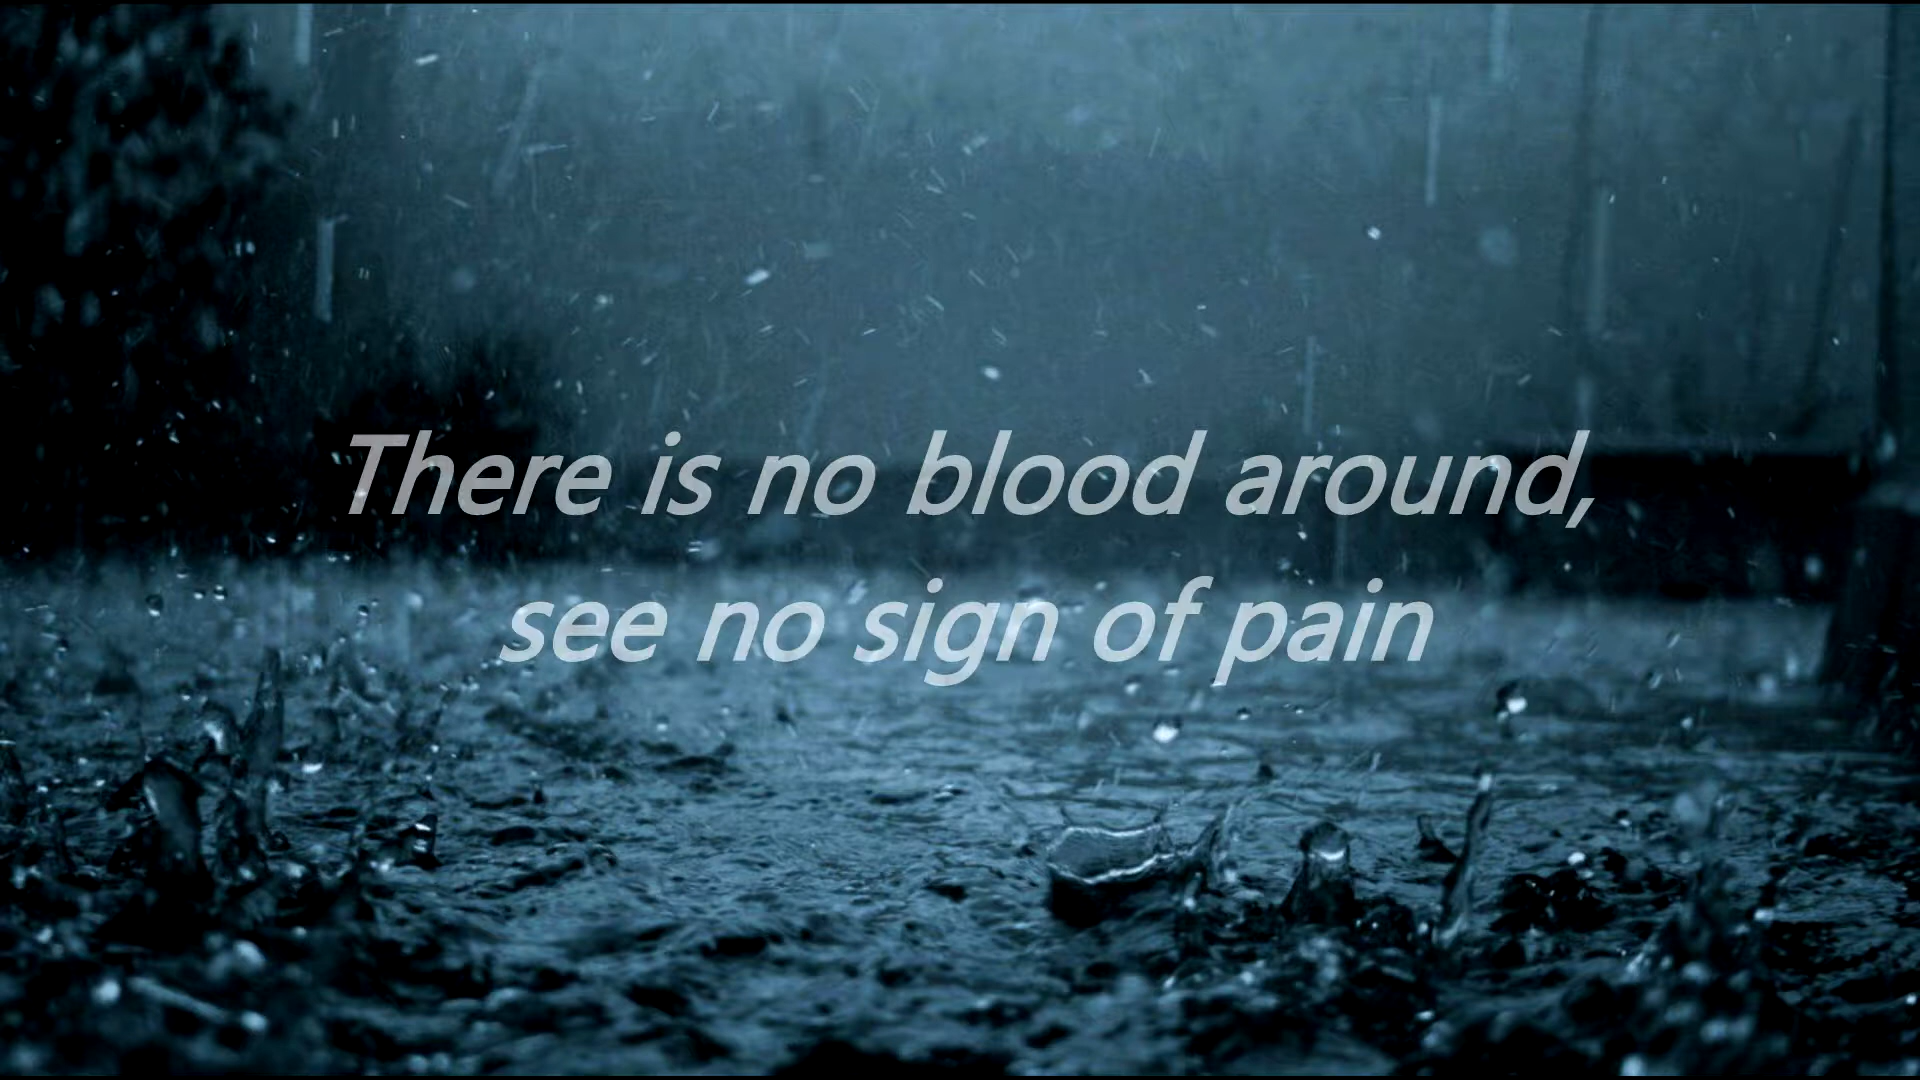 There is no blood around,
see no sign of pain